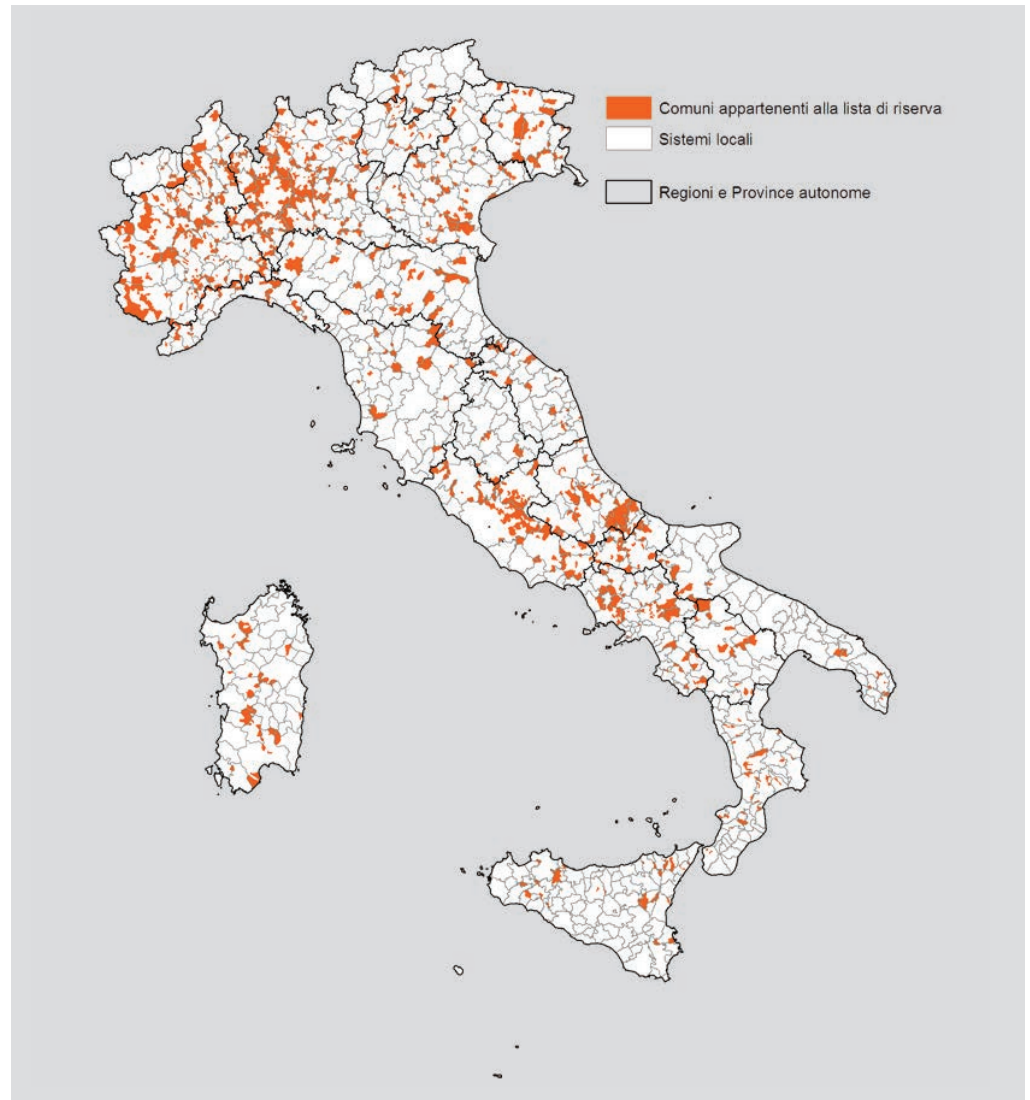 Comuni appartenenti alla lista di riserva
Sistemi locali
Regioni e Province autonome